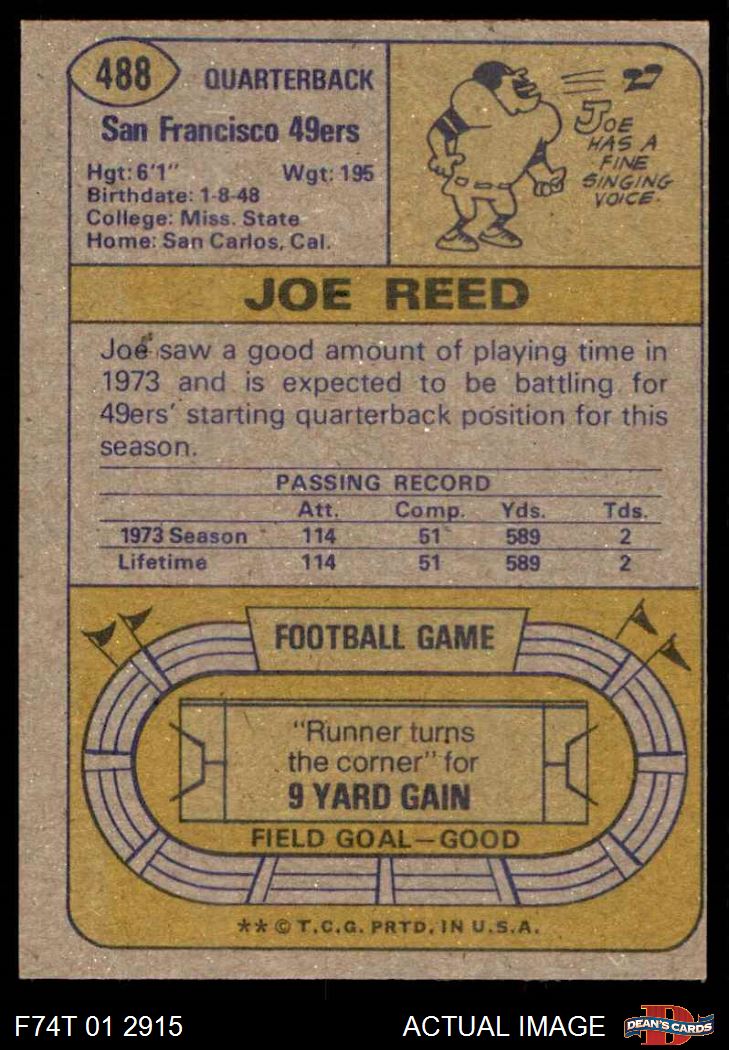 488 QUARTERBACK
San Francisco 49ers
Hgt: 6'1" Wgt: 195
Birthdate: 1-8-48
College: Miss. State
Home: San Carlos, Cal.
JOE
HAS A
FINE
SINGING
VOICE.
JOE REED
Joe saw a good amount of playing time in
1973 and is expected to be battling for
49ers' starting quarterback position for this
season.
PASSING RECORD
Att. Comp. Yds. Tds.
1973 Season 114 51 589 2
Lifetime 114 51 589 2
FOOTBALL GAME
"Runner turns
the corner" for
9 YARD GAIN
FIELD GOAL—GOOD
** © T.C.G. PRTD. IN U.S.A.
F74T 01 2915 ACTUAL IMAGE
D
DEAN'S CARDS